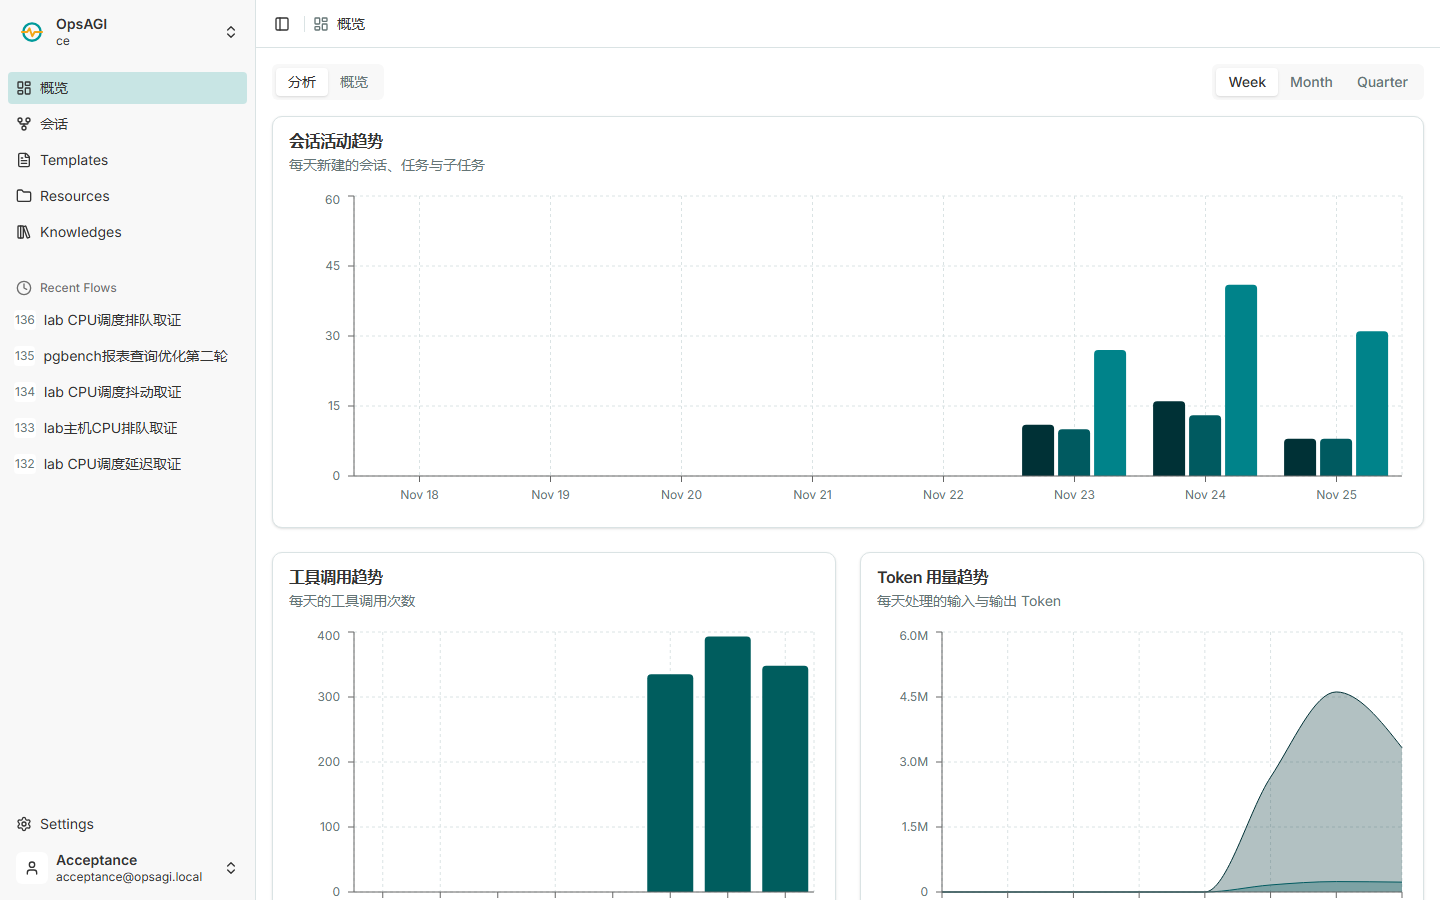 OpsAGI
ce
概览
会话
Templates
Resources
Knowledges
Recent Flows
136 lab CPU调度排队取证
135 pgbench报表查询优化第二轮
134 lab CPU调度抖动取证
133 lab主机CPU排队取证
132 lab CPU调度延迟取证
Settings
Acceptance
acceptance@opsagi.local
概览
分析 概览
Week Month Quarter
会话活动趋势
每天新建的会话、任务与子任务
60
45
30
15
0
Nov 18 Nov 19 Nov 20 Nov 21 Nov 22 Nov 23 Nov 24 Nov 25
工具调用趋势
每天的工具调用次数
400
300
200
100
0
Token 用量趋势
每天处理的输入与输出 Token
6.0M
4.5M
3.0M
1.5M
0